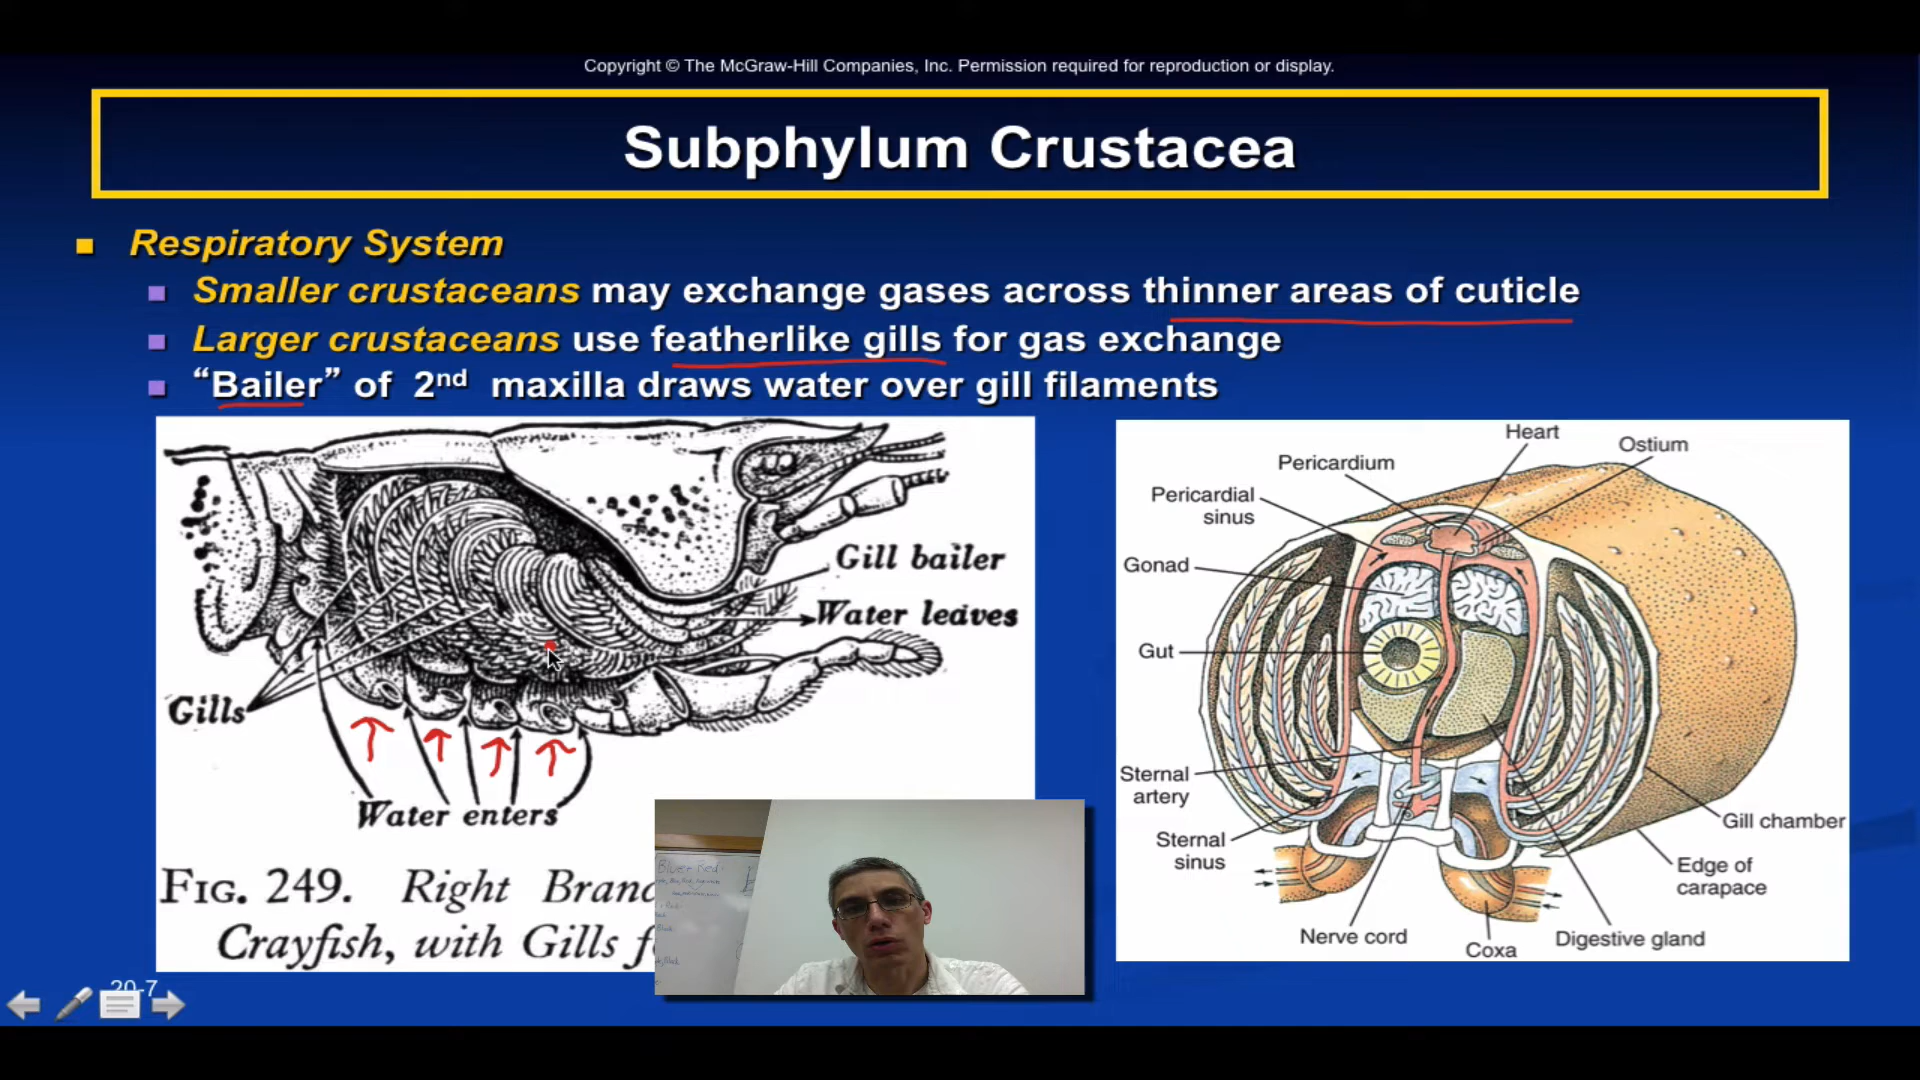 Copyright © The McGraw-Hill Companies, Inc. Permission required for reproduction or display.
Subphylum Crustacea
Respiratory System
Smaller crustaceans may exchange gases across thinner areas of cuticle
Larger crustaceans use featherlike gills for gas exchange
“Bailer” of 2nd maxilla draws water over gill filaments
Gill bailer
Water leaves
Gills
Water enters
FIG. 249. Right Branc
Crayfish, with Gills f
Heart
Ostium
Pericardium
Pericardial
sinus
Gonad
Gut
Sternal
artery
Sternal
sinus
Gill chamber
Edge of
carapace
Nerve cord
Coxa
Digestive gland
20-7